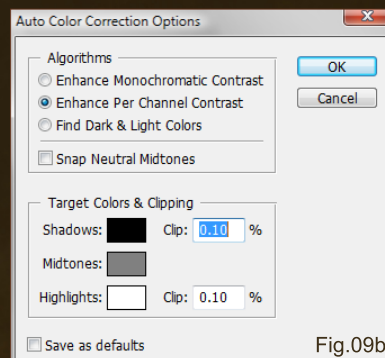 Auto Color Correction Options
Algorithms
Enhance Monochromatic Contrast
Enhance Per Channel Contrast
Find Dark & Light Colors
Snap Neutral Midtones
OK
Cancel
Target Colors & Clipping
Shadows: Clip: 0.10 %
Midtones:
Highlights: Clip: 0.10 %
Save as defaults
Fig.09b